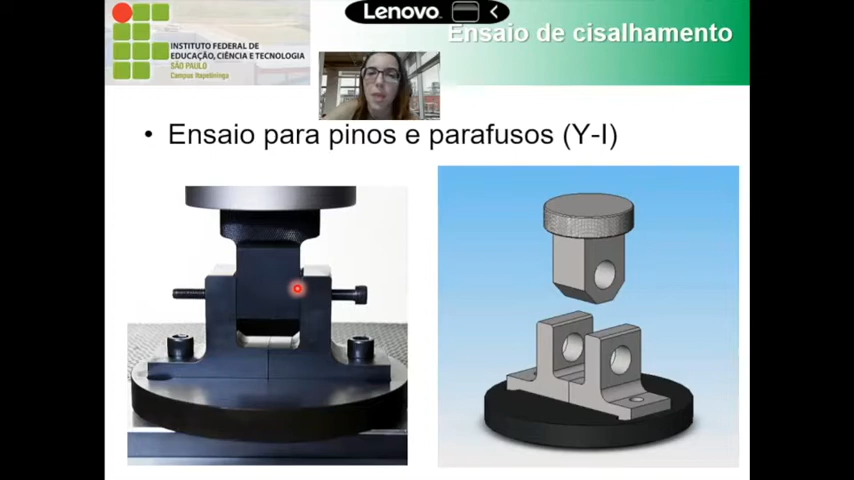 Lenovo
Ensaio de cisalhamento
INSTITUTO FEDERAL DE
EDUCAÇÃO, CIÊNCIA E TECNOLOGIA
SÃO PAULO
Campus Itapetininga
• Ensaio para pinos e parafusos (Y-I)